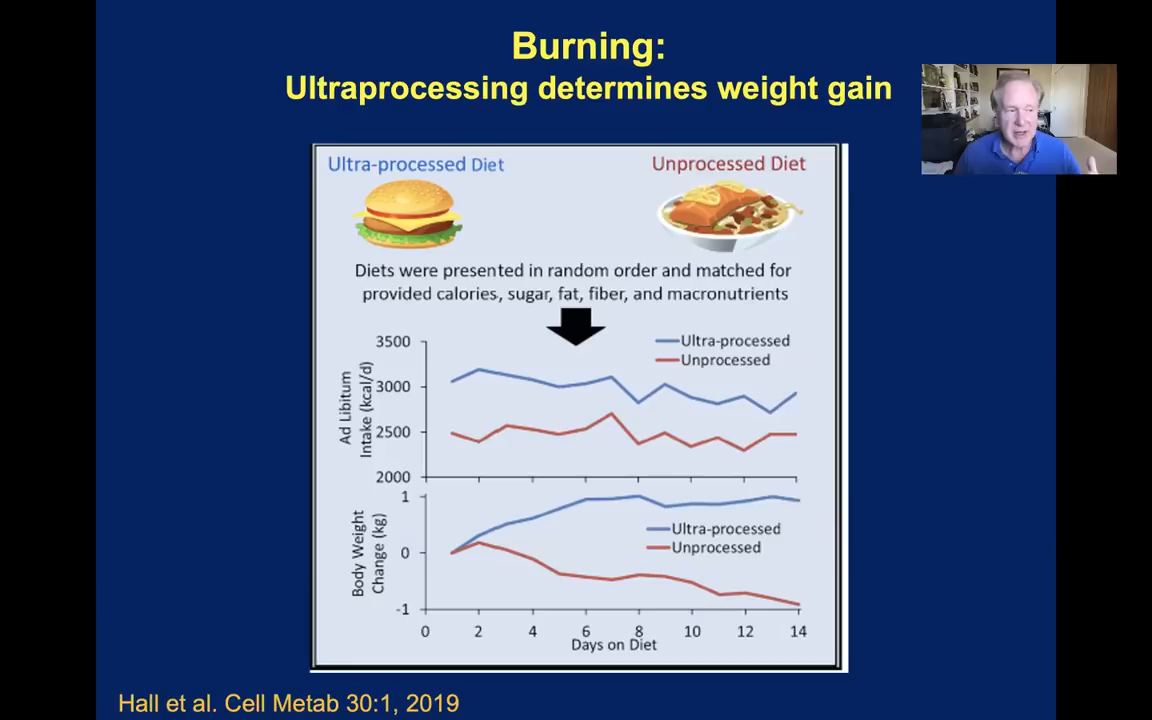 Burning:
Ultraprocessing determines weight gain
Ultra-processed Diet
Unprocessed Diet
Diets were presented in random order and matched for
provided calories, sugar, fat, fiber, and macronutrients
Ad Libitum
Intake (kcal/d)
3500
3000
2500
2000
Ultra-processed
Unprocessed
Body Weight
Change (kg)
1
0
-1
Ultra-processed
Unprocessed
0 2 4 6 8 10 12 14
Days on Diet
Hall et al. Cell Metab 30:1, 2019